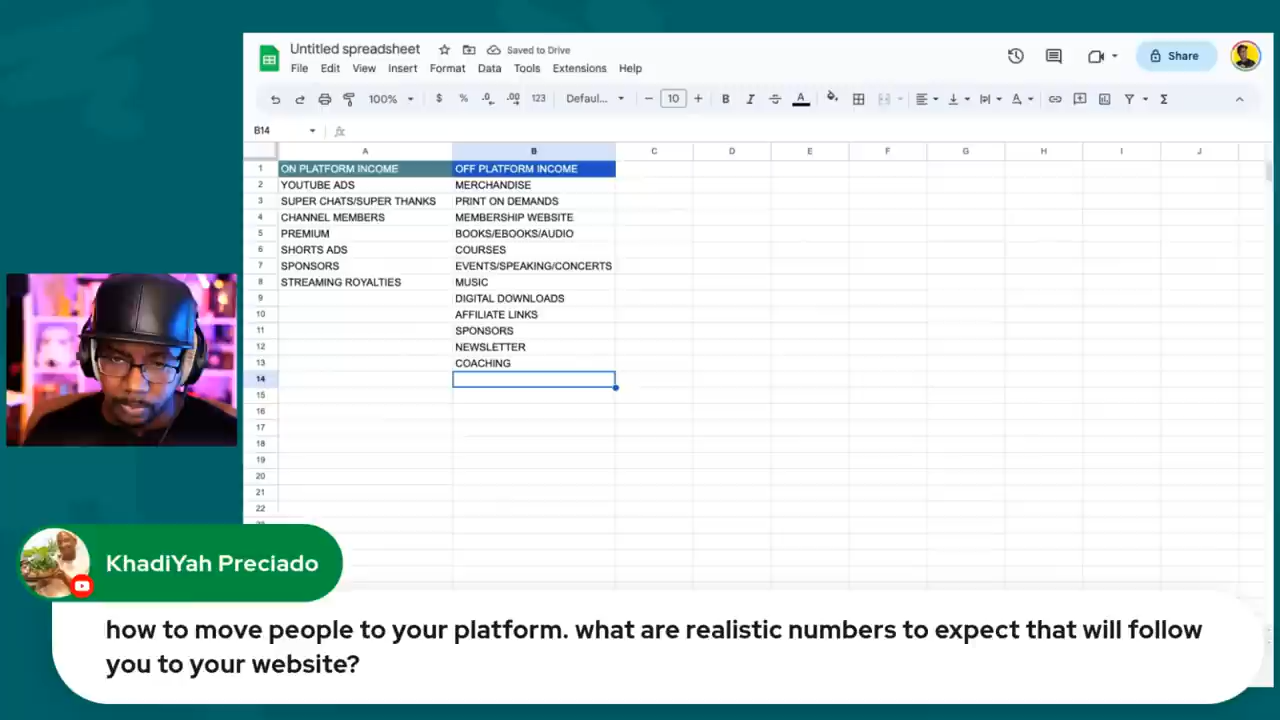 Untitled spreadsheet Saved to Drive
File Edit View Insert Format Data Tools Extensions Help
Share
100% $ % .0 .00 123 Defaul... 10 B I A
B14 fx
A B C D E F G H I J
1 ON PLATFORM INCOME OFF PLATFORM INCOME
2 YOUTUBE ADS MERCHANDISE
3 SUPER CHATS/SUPER THANKS PRINT ON DEMANDS
4 CHANNEL MEMBERS MEMBERSHIP WEBSITE
5 PREMIUM BOOKS/EBOOKS/AUDIO
6 SHORTS ADS COURSES
7 SPONSORS EVENTS/SPEAKING/CONCERTS
8 STREAMING ROYALTIES MUSIC
9 DIGITAL DOWNLOADS
10 AFFILIATE LINKS
11 SPONSORS
12 NEWSLETTER
13 COACHING
14
15
16
17
18
19
20
21
22
KhadiYah Preciado
how to move people to your platform. what are realistic numbers to expect that will follow
you to your website?